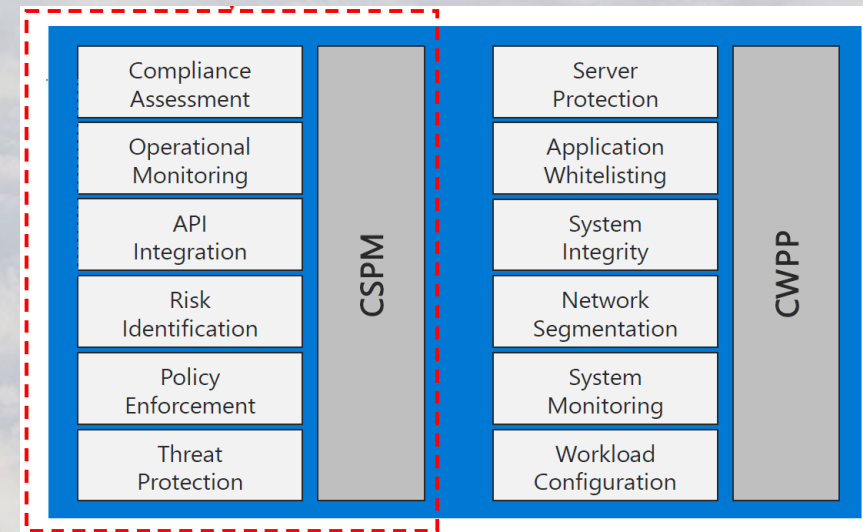 Compliance
Assessment
Operational
Monitoring
API
Integration
Risk
Identification
Policy
Enforcement
Threat
Protection
CSPM
Server
Protection
Application
Whitelisting
System
Integrity
Network
Segmentation
System
Monitoring
Workload
Configuration
CWPP